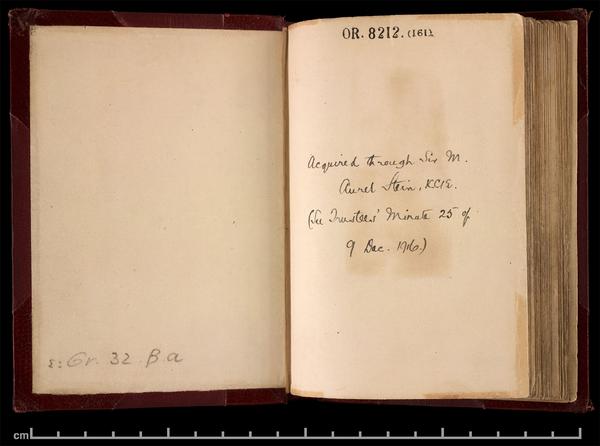 OR. 8212. (161).
Acquired through Sir M.
Aurel Stein, KCIE.
(See Trustees' Minute 25 of
9 Dec. 1916.)
Gr. 32 B.a
cm